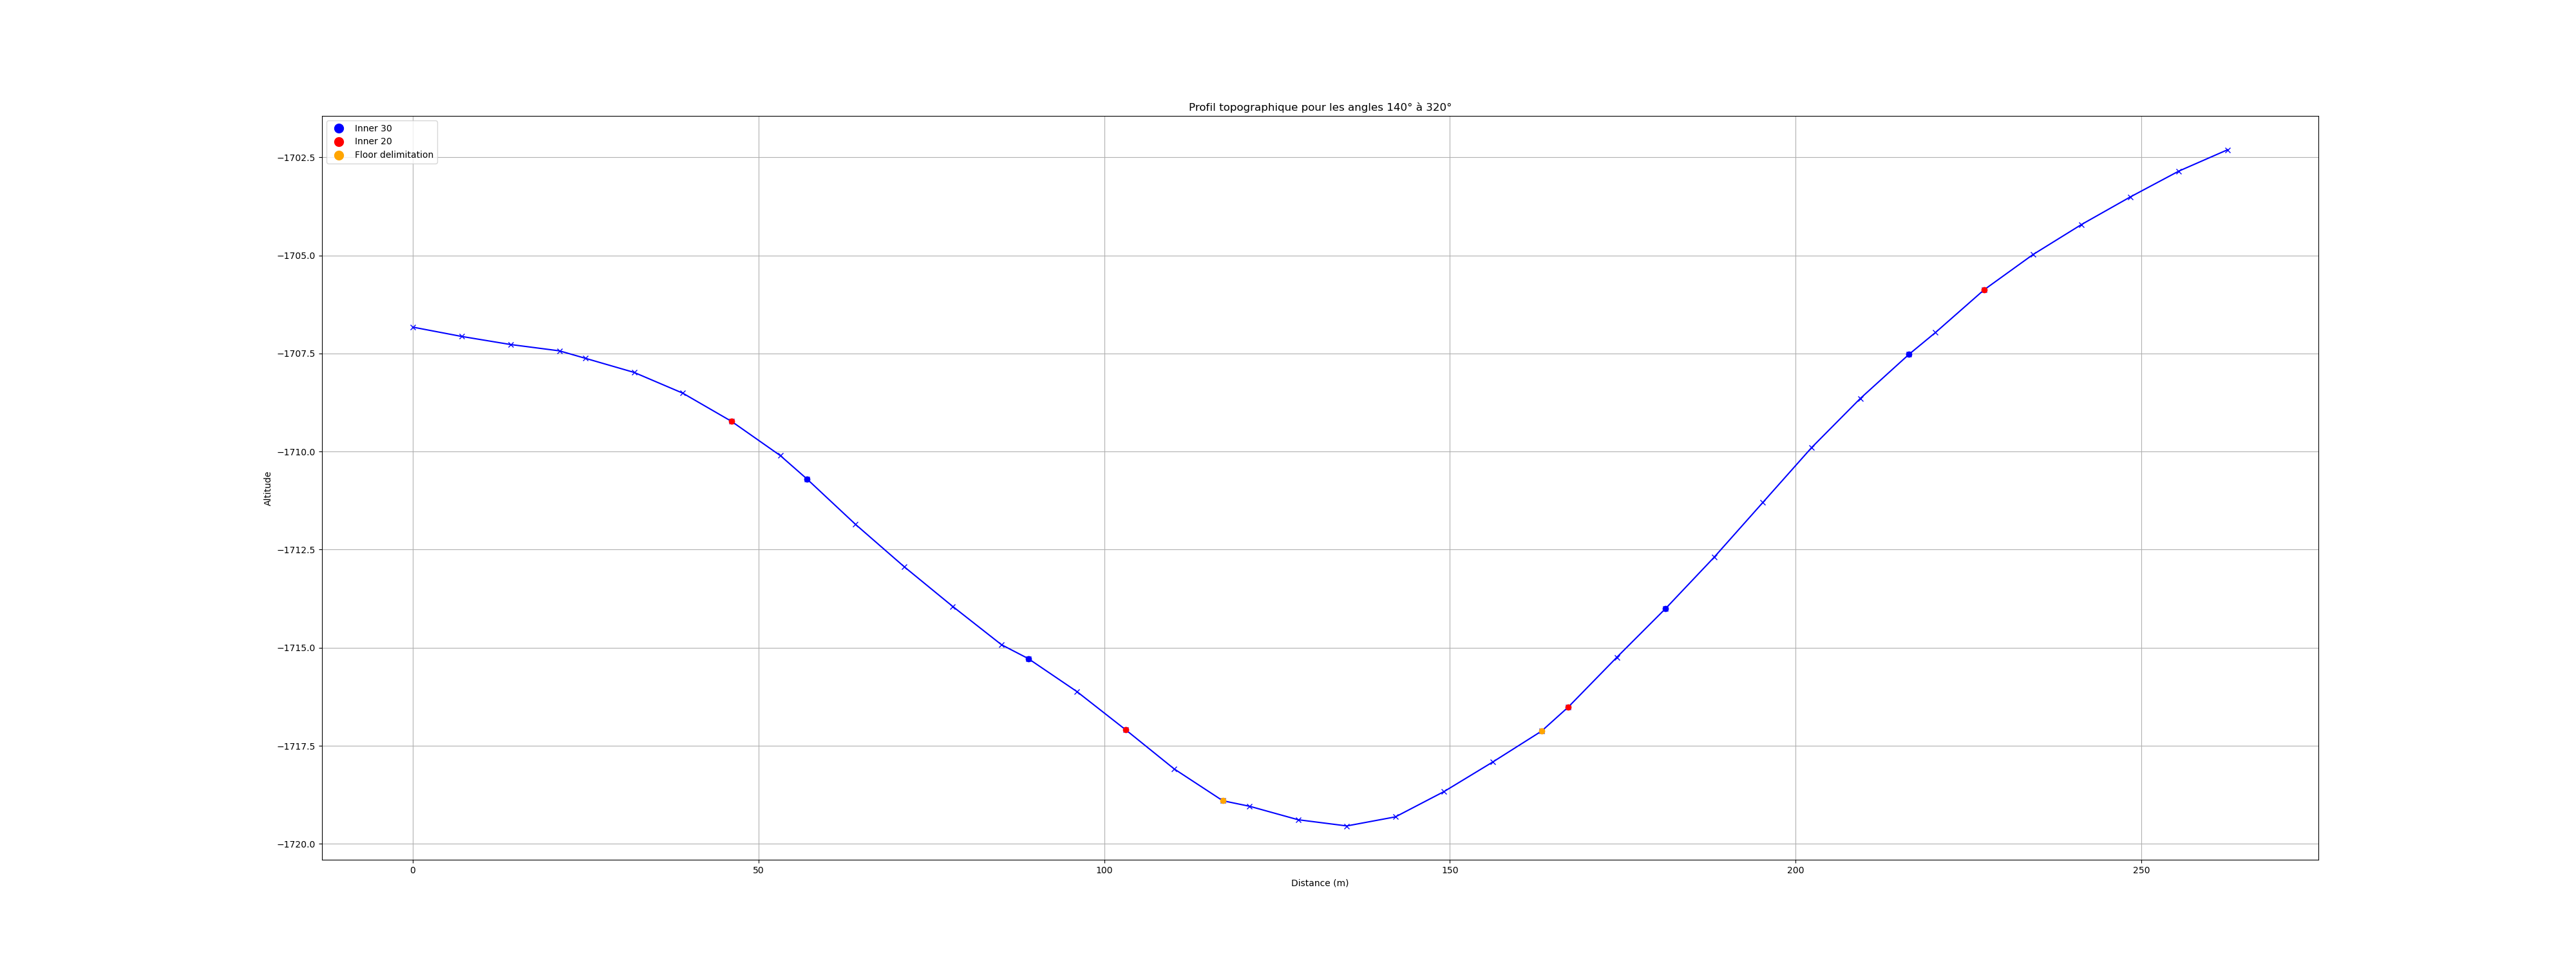 Profil topographique pour les angles 140° à 320°
Inner 30
Inner 20
Floor delimitation
−1702.5
−1705.0
−1707.5
−1710.0
−1712.5
−1715.0
−1717.5
−1720.0
Altitude
0 50 100 150 200 250
Distance (m)